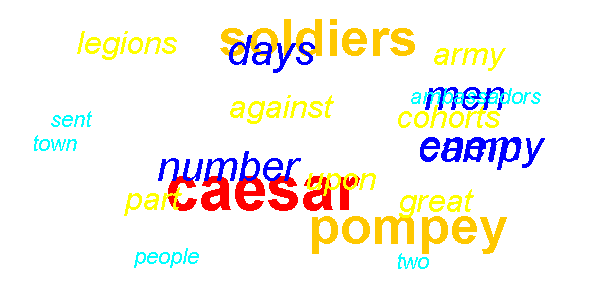 soldiers
legions
days
army
men
ambassadors
against
cohorts
sent
town
enemy
camp
number
upon
caesar
part
great
pompey
people
two